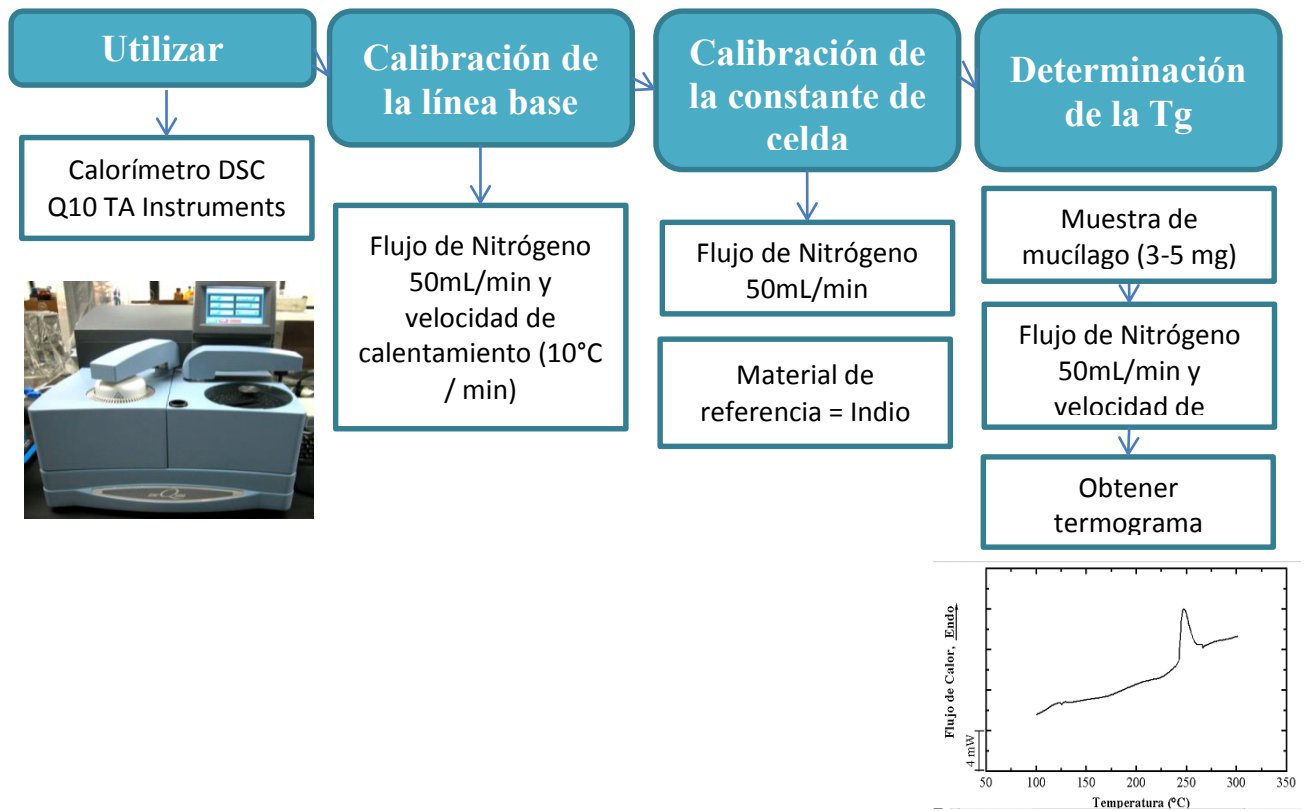 Utilizar
Calorímetro DSC
Q10 TA Instruments
Calibración de
la línea base
Flujo de Nitrógeno
50mL/min y
velocidad de
calentamiento (10°C
/ min)
Calibración de
la constante de
celda
Flujo de Nitrógeno
50mL/min
Material de
referencia = Indio
Determinación
de la Tg
Muestra de
mucílago (3-5 mg)
Flujo de Nitrógeno
50mL/min y
velocidad de
Obtener
termograma
Flujo de Calor, Endo
4 mW
50 100 150 200 250 300 350
Temperatura (ºC)